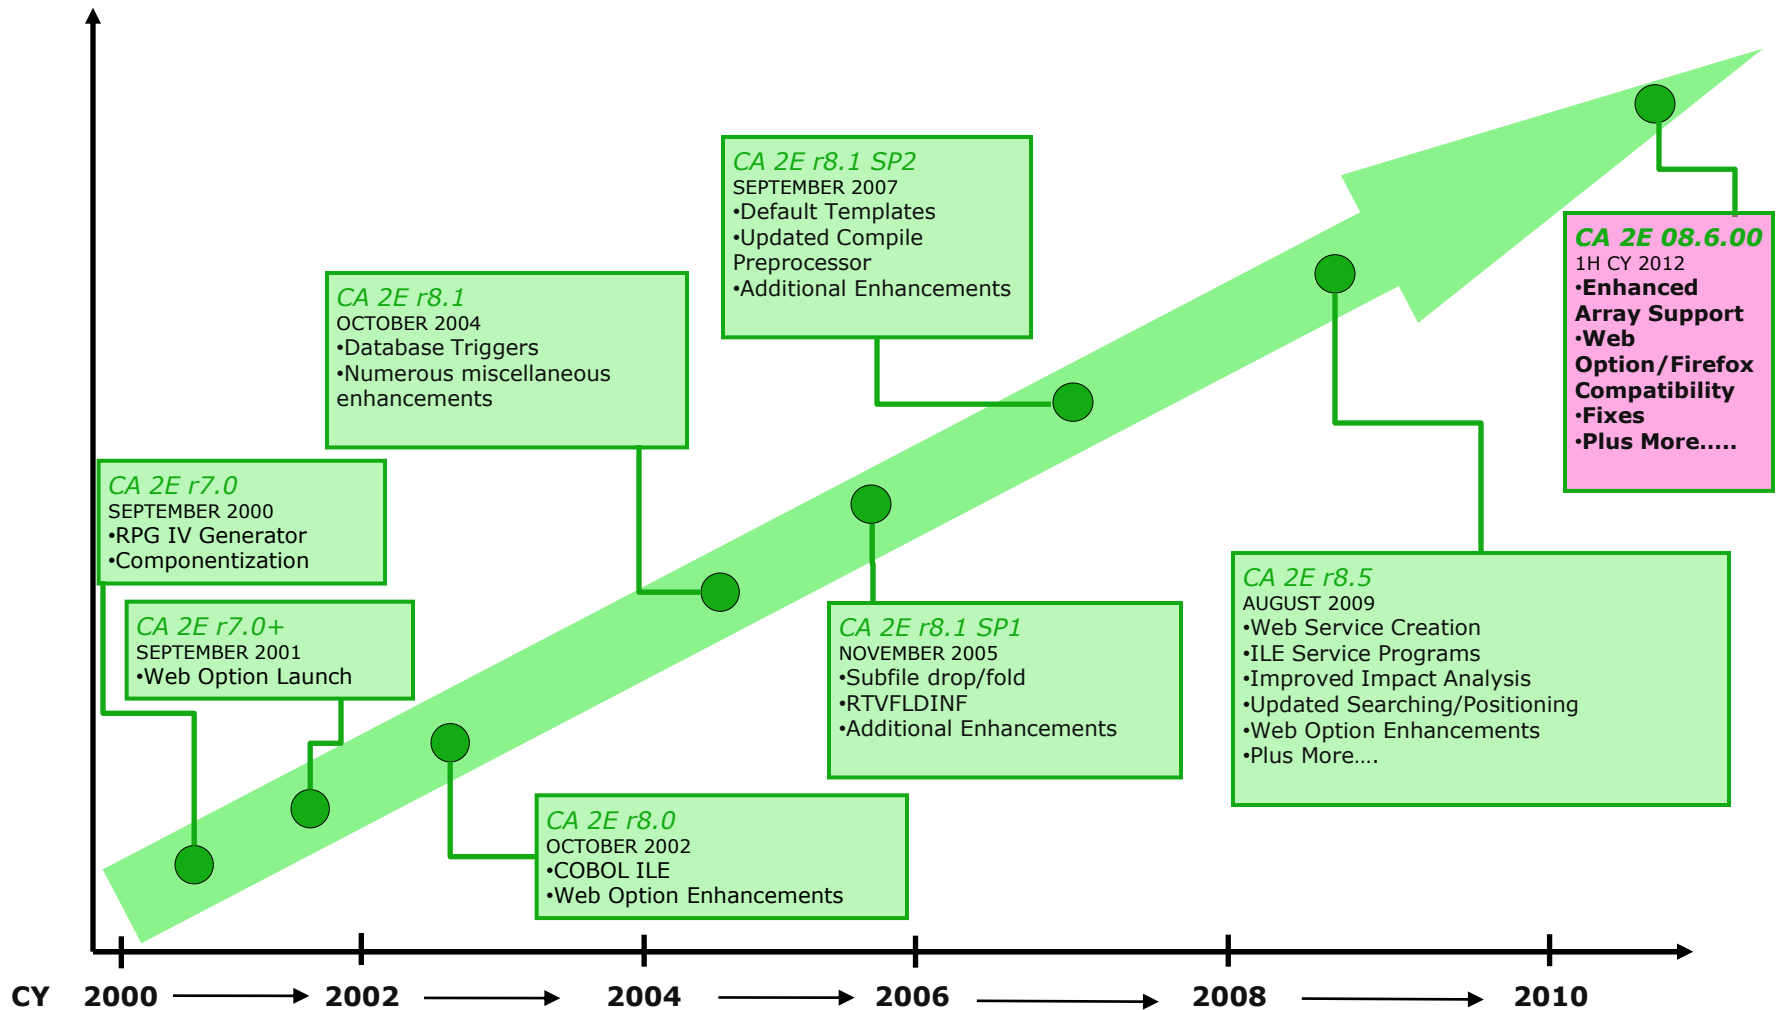 CA 2E r7.0
SEPTEMBER 2000
•RPG IV Generator
•Componentization
CA 2E r7.0+
SEPTEMBER 2001
•Web Option Launch
CA 2E r8.0
OCTOBER 2002
•COBOL ILE
•Web Option Enhancements
CA 2E r8.1
OCTOBER 2004
•Database Triggers
•Numerous miscellaneous
enhancements
CA 2E r8.1 SP1
NOVEMBER 2005
•Subfile drop/fold
•RTVFLDINF
•Additional Enhancements
CA 2E r8.1 SP2
SEPTEMBER 2007
•Default Templates
•Updated Compile
Preprocessor
•Additional Enhancements
CA 2E r8.5
AUGUST 2009
•Web Service Creation
•ILE Service Programs
•Improved Impact Analysis
•Updated Searching/Positioning
•Web Option Enhancements
•Plus More….
CA 2E 08.6.00
1H CY 2012
•Enhanced
Array Support
•Web
Option/Firefox
Compatibility
•Fixes
•Plus More.....
CY 2000 2002 2004 2006 2008 2010